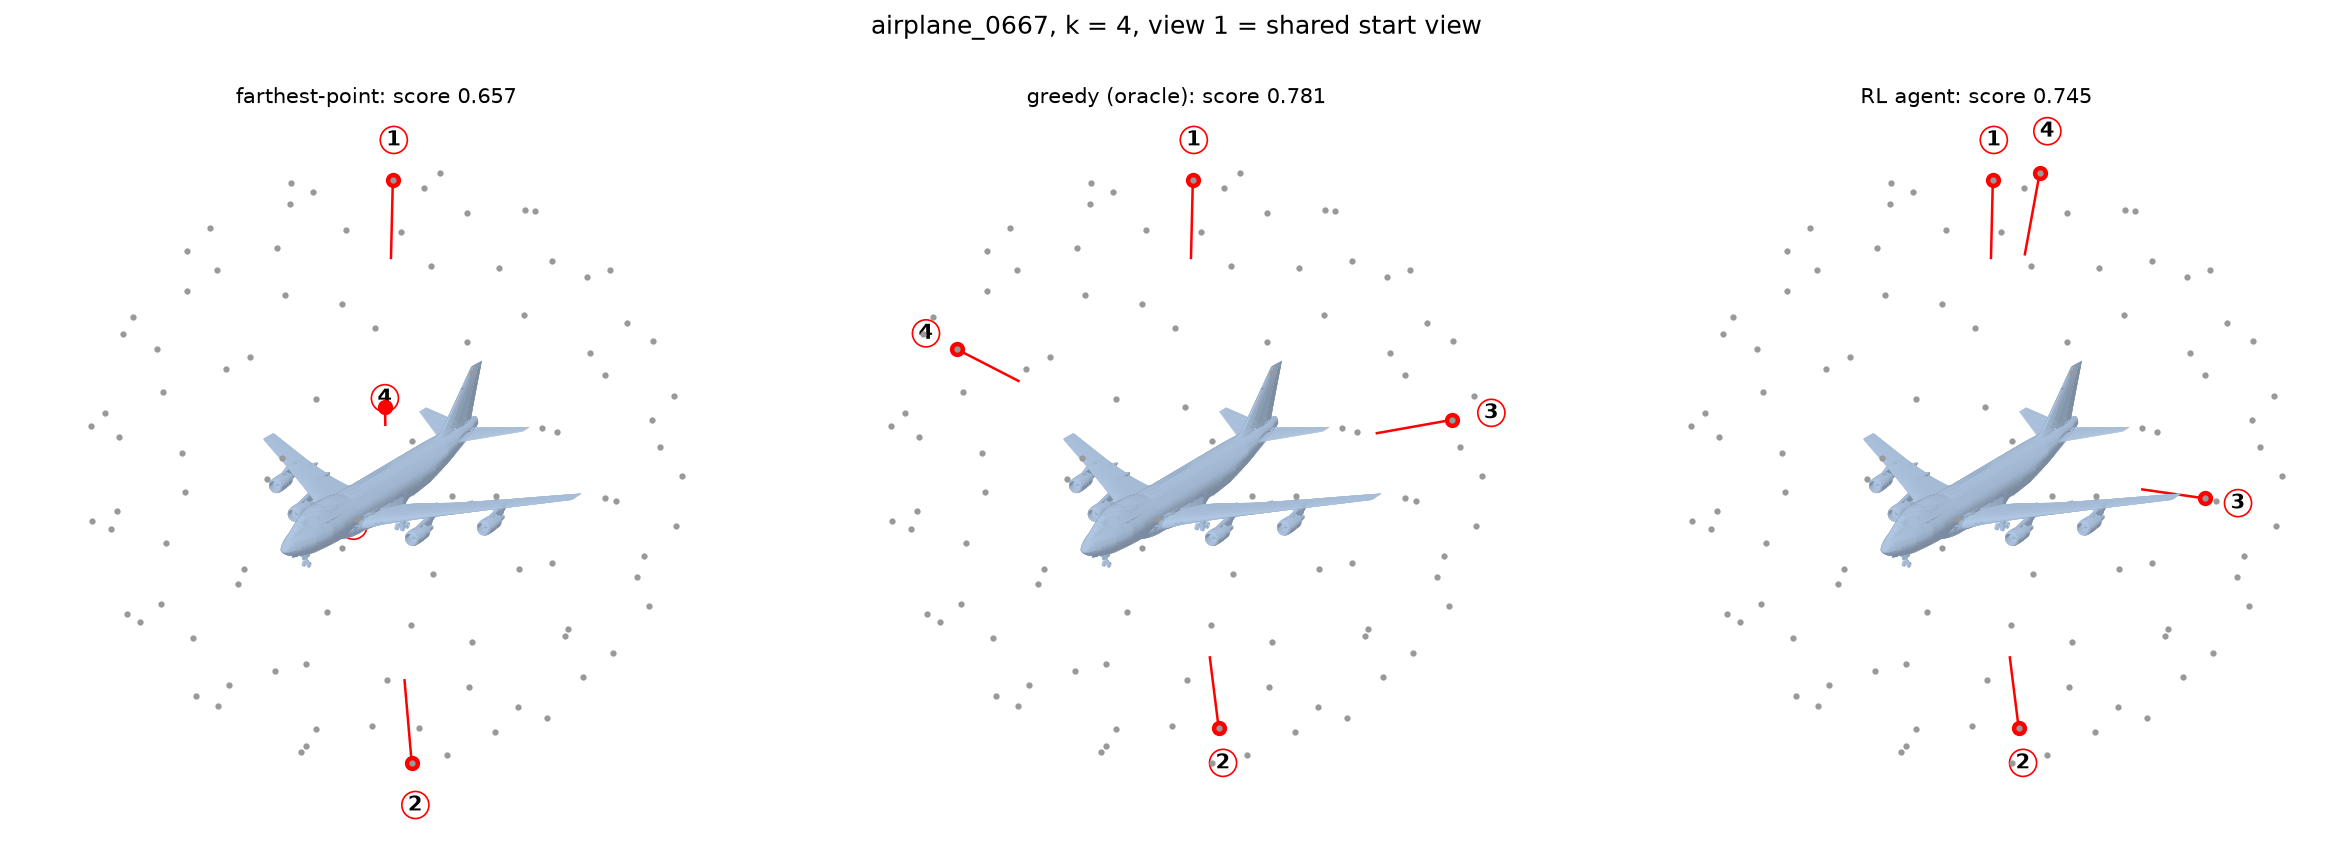 airplane_0667, k = 4, view 1 = shared start view
farthest-point: score 0.657
greedy (oracle): score 0.781
RL agent: score 0.745
1
4
2
1
4
3
2
1
4
3
2